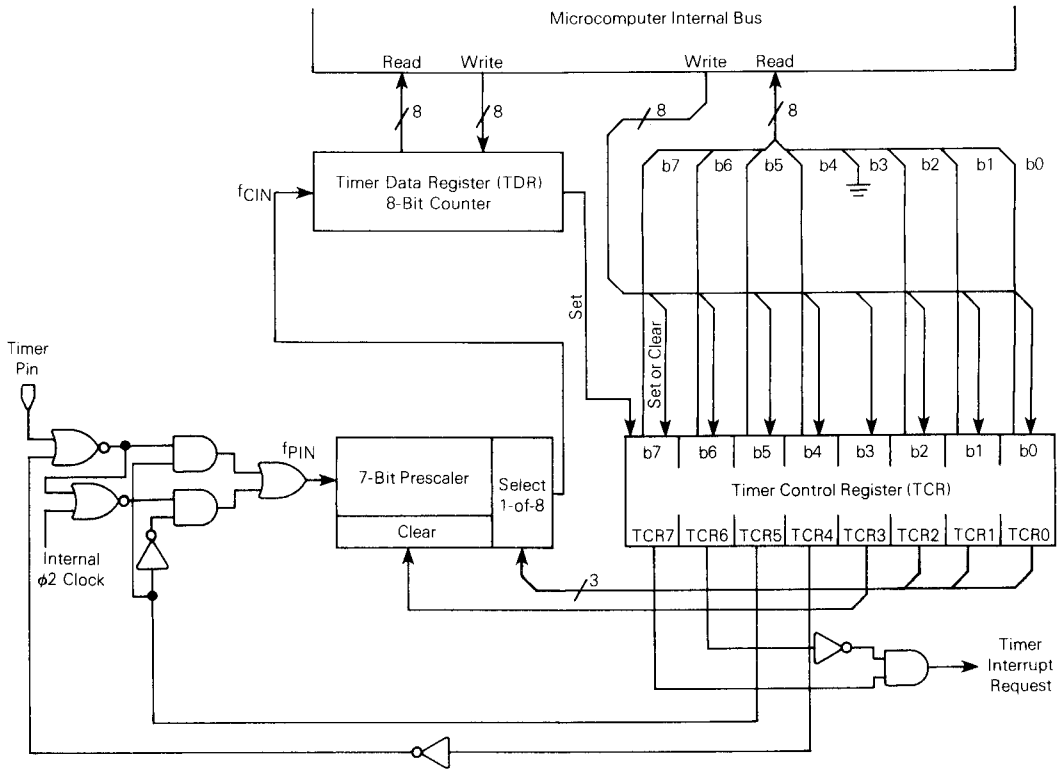 Microcomputer Internal Bus
Read
Write
Write
Read
8
8
8
8
b7
b6
b5
b4
b3
b2
b1
b0
Timer Data Register (TDR)
8-Bit Counter
fCIN
Set
Set or Clear
Timer
Pin
fPIN
7-Bit Prescaler
Clear
Select
1-of-8
Internal
ϕ2 Clock
b7
b6
b5
b4
b3
b2
b1
b0
Timer Control Register (TCR)
TCR7
TCR6
TCR5
TCR4
TCR3
TCR2
TCR1
TCR0
3
Timer
Interrupt
Request